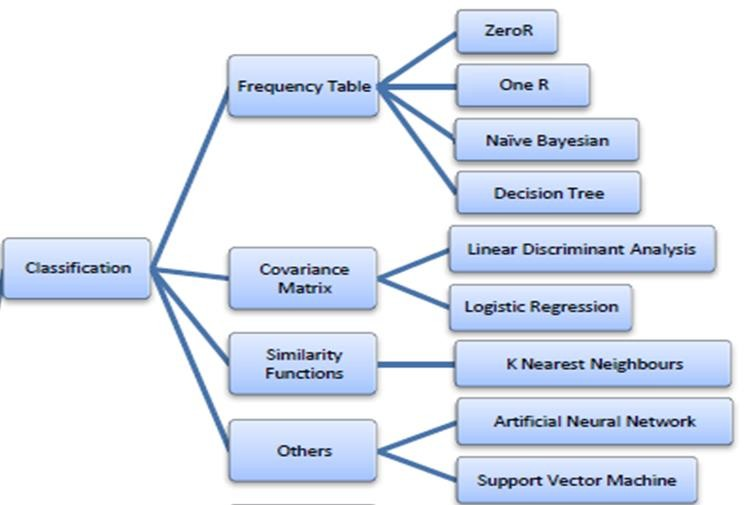 ZeroR
Frequency Table
One R
Naïve Bayesian
Decision Tree
Classification
Covariance
Matrix
Linear Discriminant Analysis
Logistic Regression
Similarity
Functions
K Nearest Neighbours
Others
Artificial Neural Network
Support Vector Machine